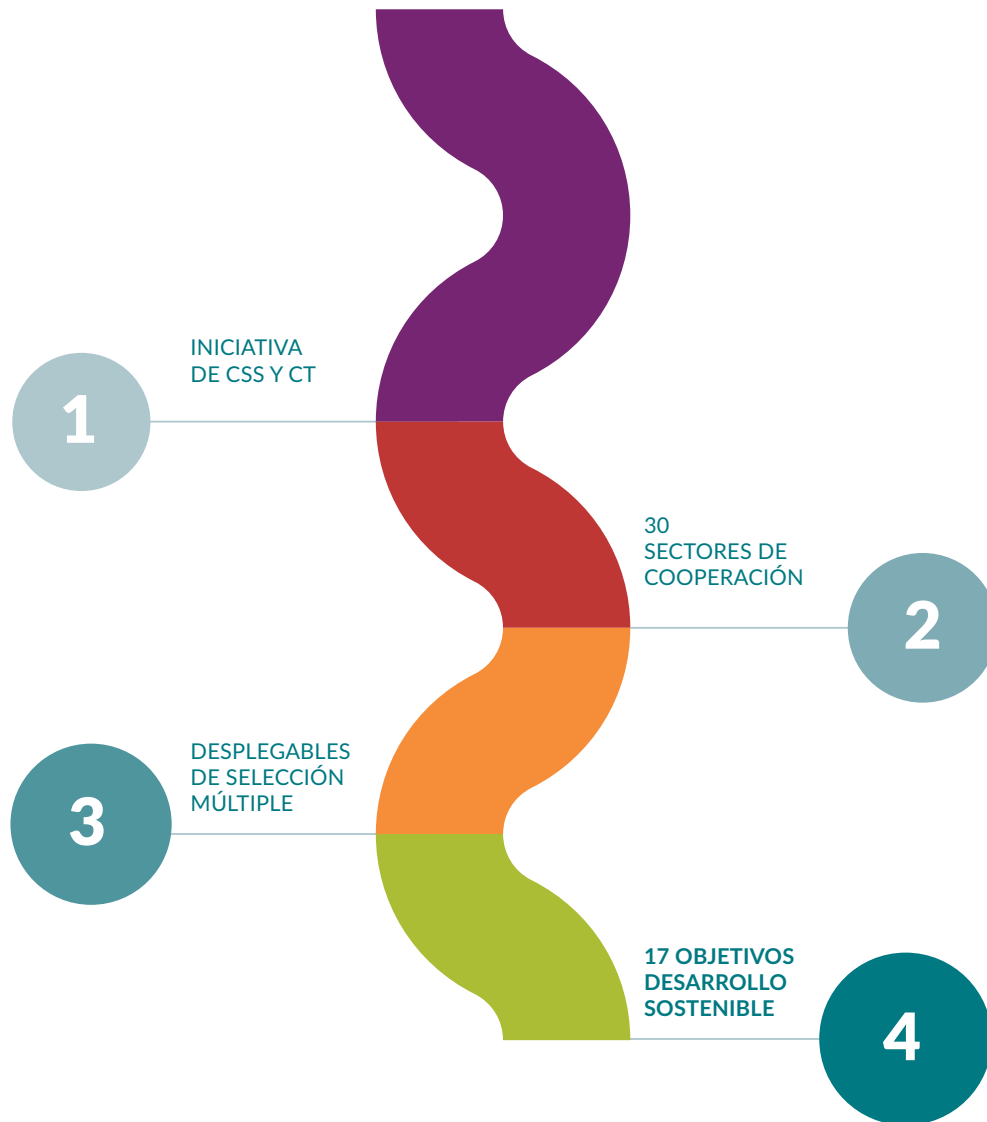 INICIATIVA
DE CSS Y CT
1
30
SECTORES DE
COOPERACIÓN
2
DESPLEGABLES
DE SELECCIÓN
MÚLTIPLE
3
17 OBJETIVOS
DESARROLLO
SOSTENIBLE
4